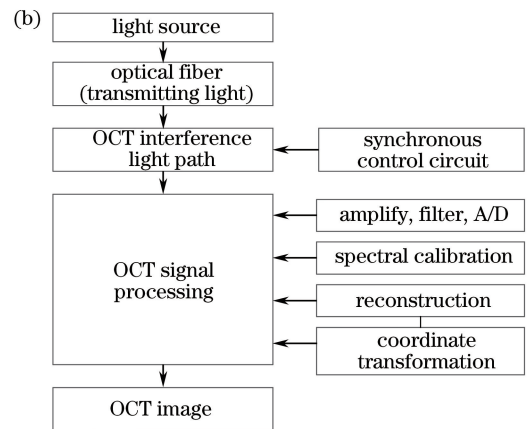 (b)
light source
optical fiber
(transmitting light)
OCT interference
light path
synchronous
control circuit
OCT signal
processing
amplify, filter, A/D
spectral calibration
reconstruction
coordinate
transformation
OCT image